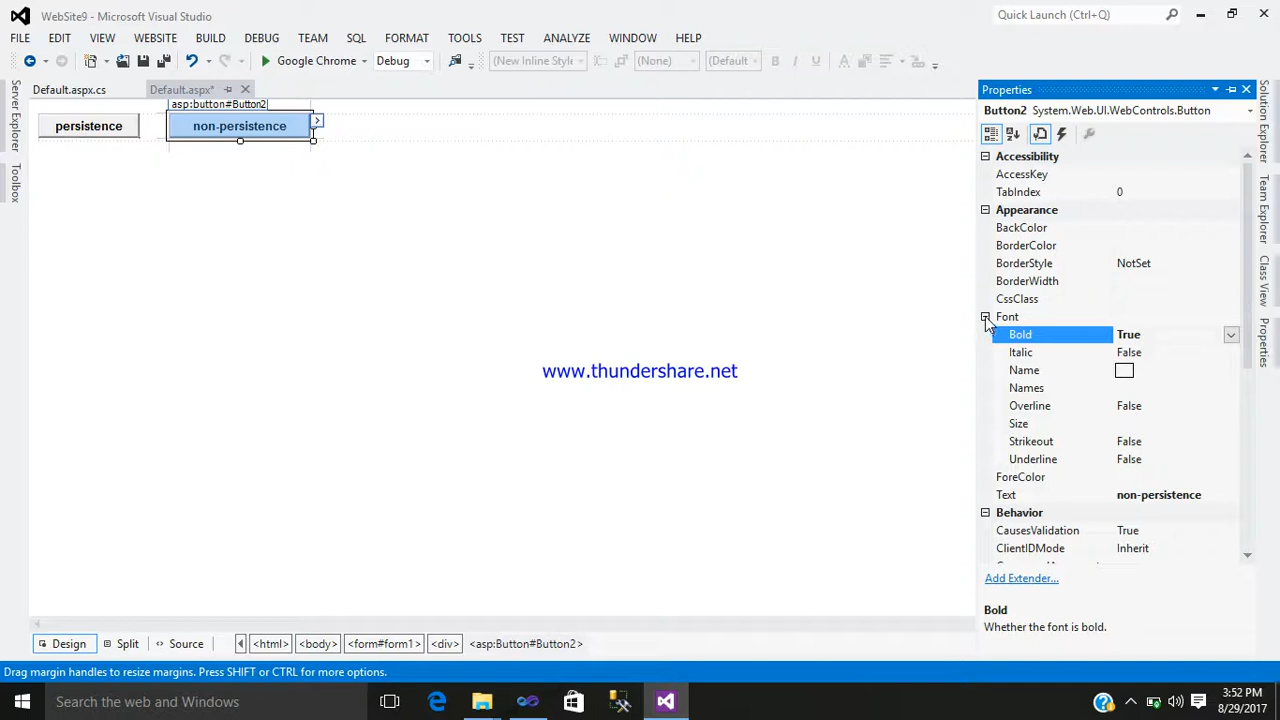 WebSite9 - Microsoft Visual Studio
Quick Launch (Ctrl+Q)
FILE EDIT VIEW WEBSITE BUILD DEBUG TEAM SQL FORMAT TOOLS TEST ANALYZE WINDOW HELP
Google Chrome Debug (New Inline Style (None) (Default B I U A
Default.aspx.cs Default.aspx*
asp:button#Button2
persistence non-persistence
Server Explorer
Toolbox
www.thundershare.net
Properties
Button2 System.Web.UI.WebControls.Button
Accessibility
AccessKey
TabIndex 0
Appearance
BackColor
BorderColor
BorderStyle NotSet
BorderWidth
CssClass
Font
Bold True
Italic False
Name
Names
Overline False
Size
Strikeout False
Underline False
ForeColor
Text non-persistence
Behavior
CausesValidation True
ClientIDMode Inherit
Add Extender...
Bold
Whether the font is bold.
Solution Explorer
Team Explorer
Class View
Properties
Design Split Source <html> <body> <form#form1> <div> <asp:Button#Button2>
Drag margin handles to resize margins. Press SHIFT or CTRL for more options.
Search the web and Windows
3:52 PM
8/29/2017